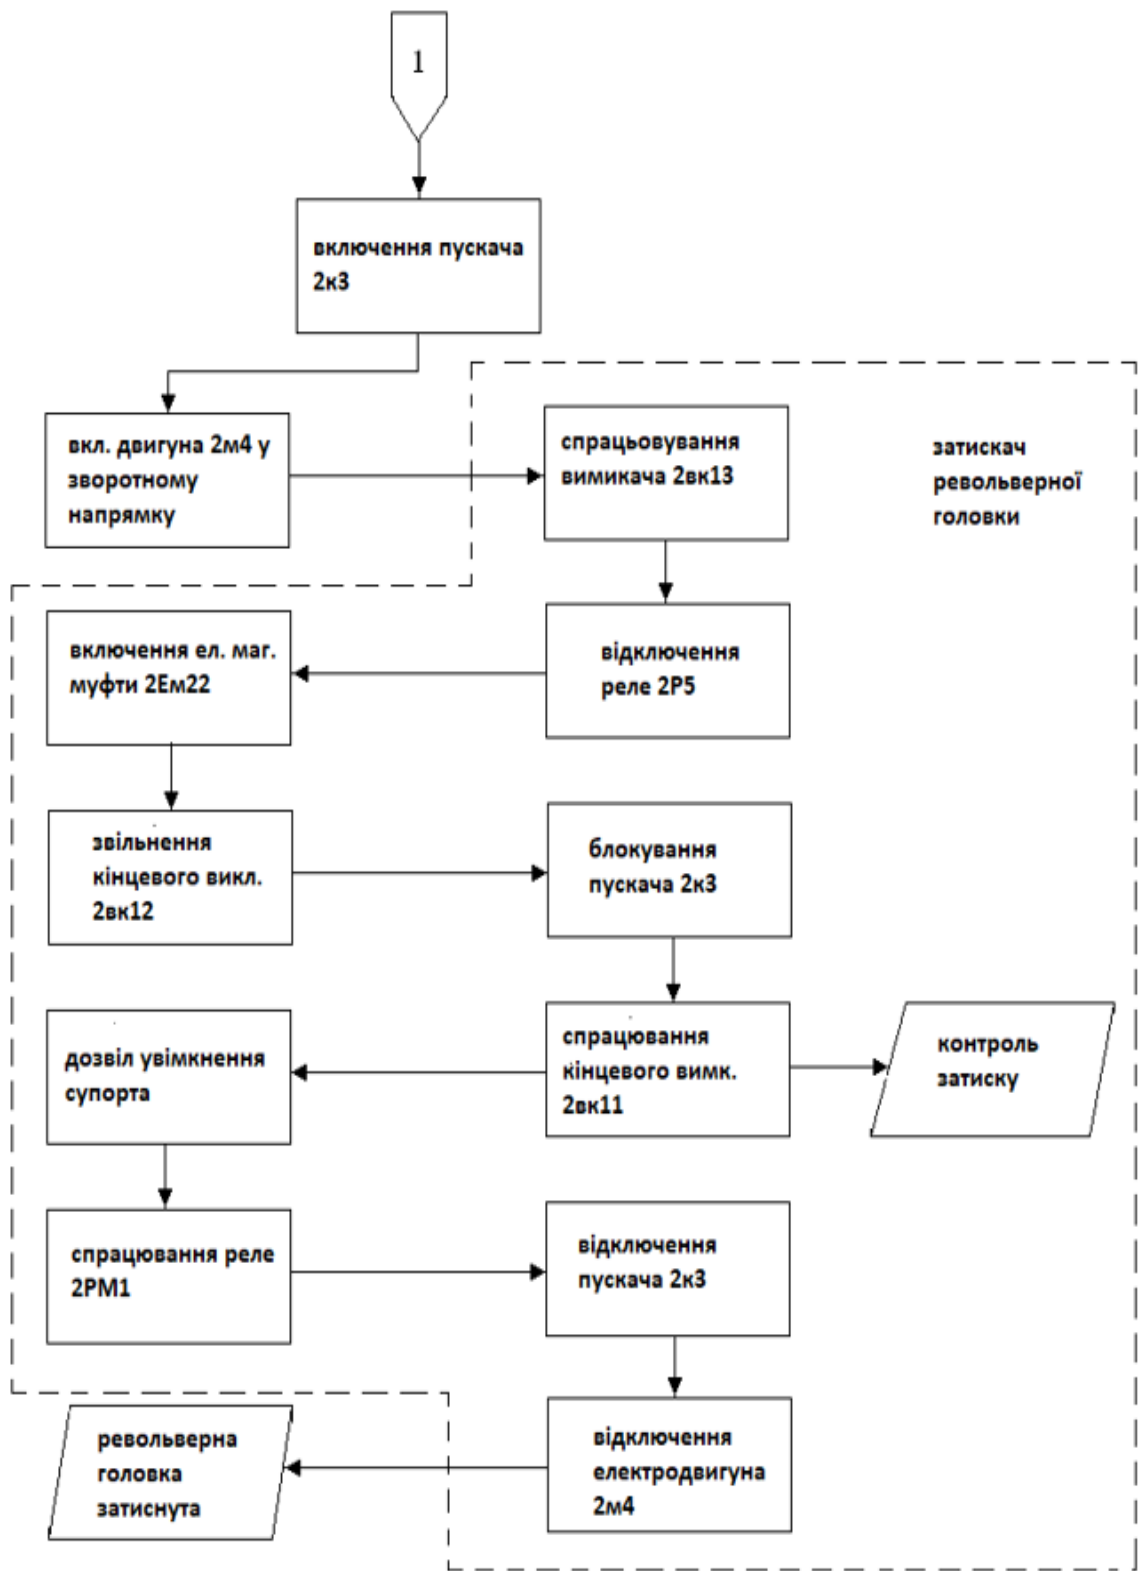 1
включення пускача
2к3
вкл. двигуна 2м4 у
зворотному
напрямку
спрацьовування
вимикача 2вк13
затискач
револьверної
головки
відключення
реле 2Р5
включення ел. маг.
муфти 2Ем22
звільнення
кінцевого викл.
2вк12
блокування
пускача 2к3
спрацювання
кінцевого вимк.
2вк11
контроль
затиску
дозвіл увімкнення
супорта
спрацювання реле
2РМ1
відключення
пускача 2к3
відключення
електродвигуна
2м4
револьверна
головка
затиснута